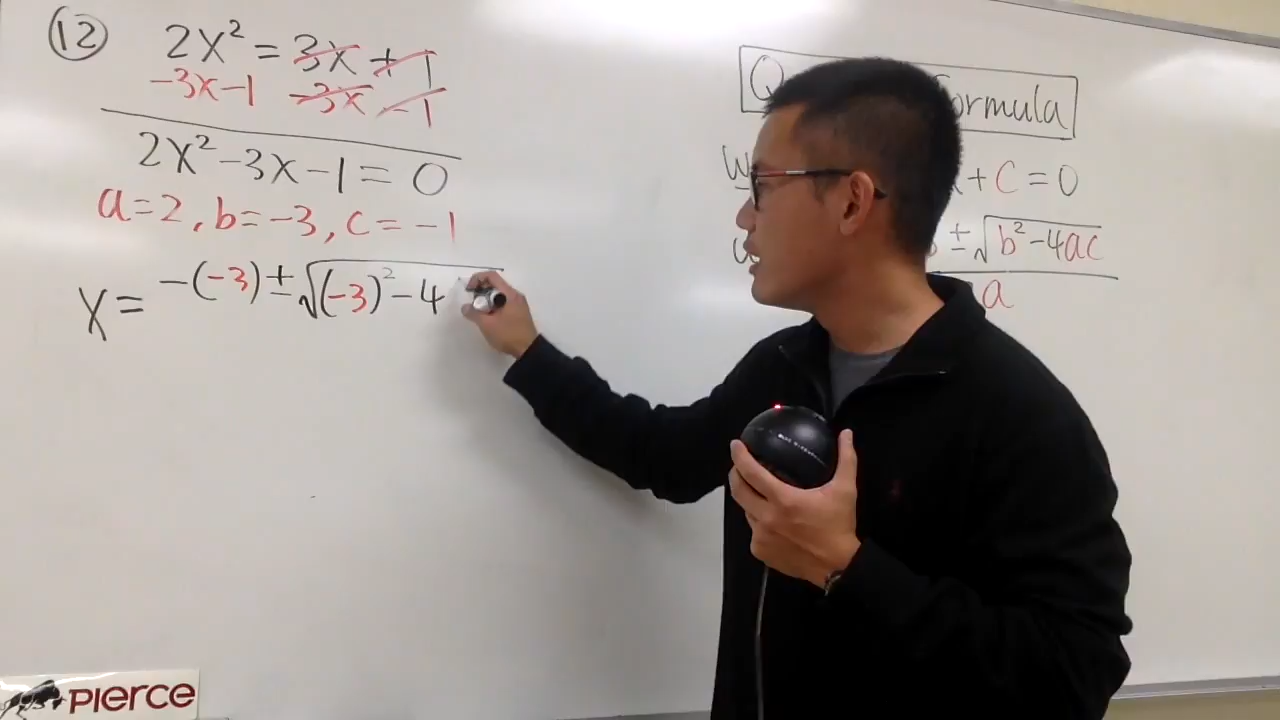 ⑫ 2x² = 3x + 1
-3x-1 -3x -1
2x²-3x-1 = 0
a=2, b=-3, c=-1
x = -(-3) ± √(-3)²-4
ormula
+ c = 0
± √b²-4ac
a
PIERCE